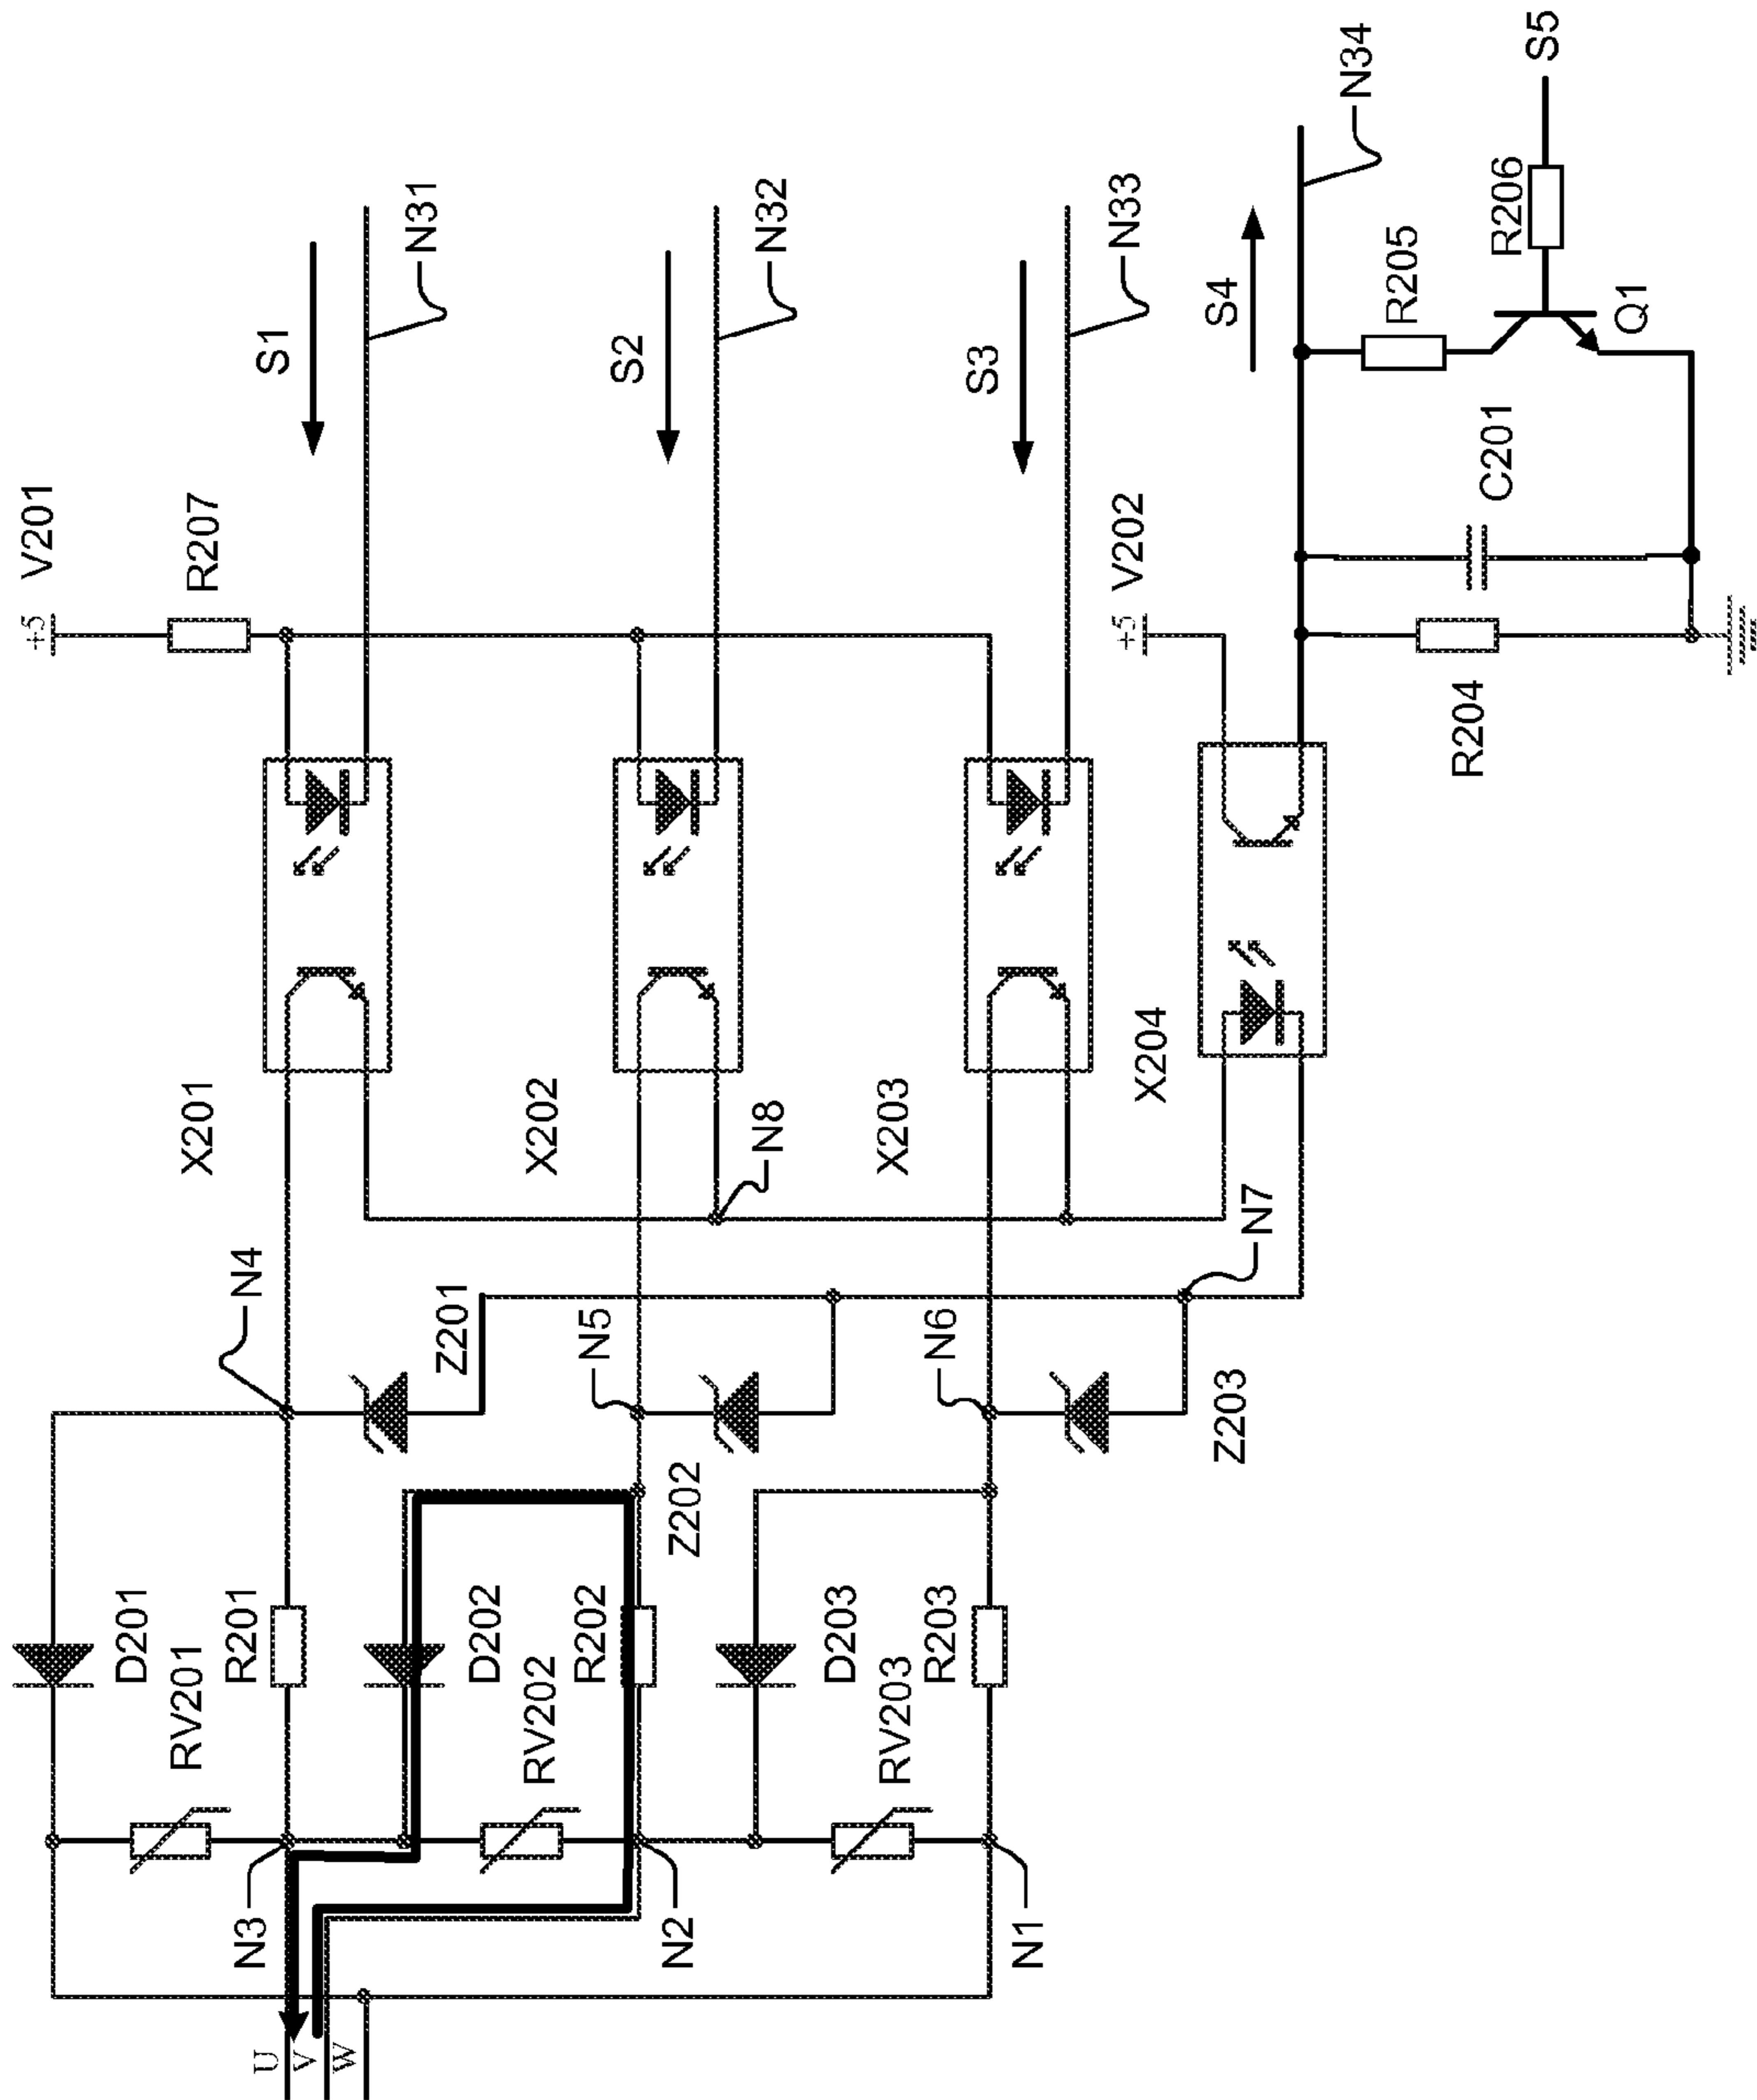 V201
+5
R207
S1
N31
S2
N32
S3
N33
V202
+5
S4
N34
R205
R206
S5
Q1
C201
R204
X201
X202
X203
X204
N8
N7
N4
Z201
N5
Z202
N6
Z203
D201
RV201
R201
D202
RV202
R202
D203
RV203
R203
N3
N2
N1
U
V
W